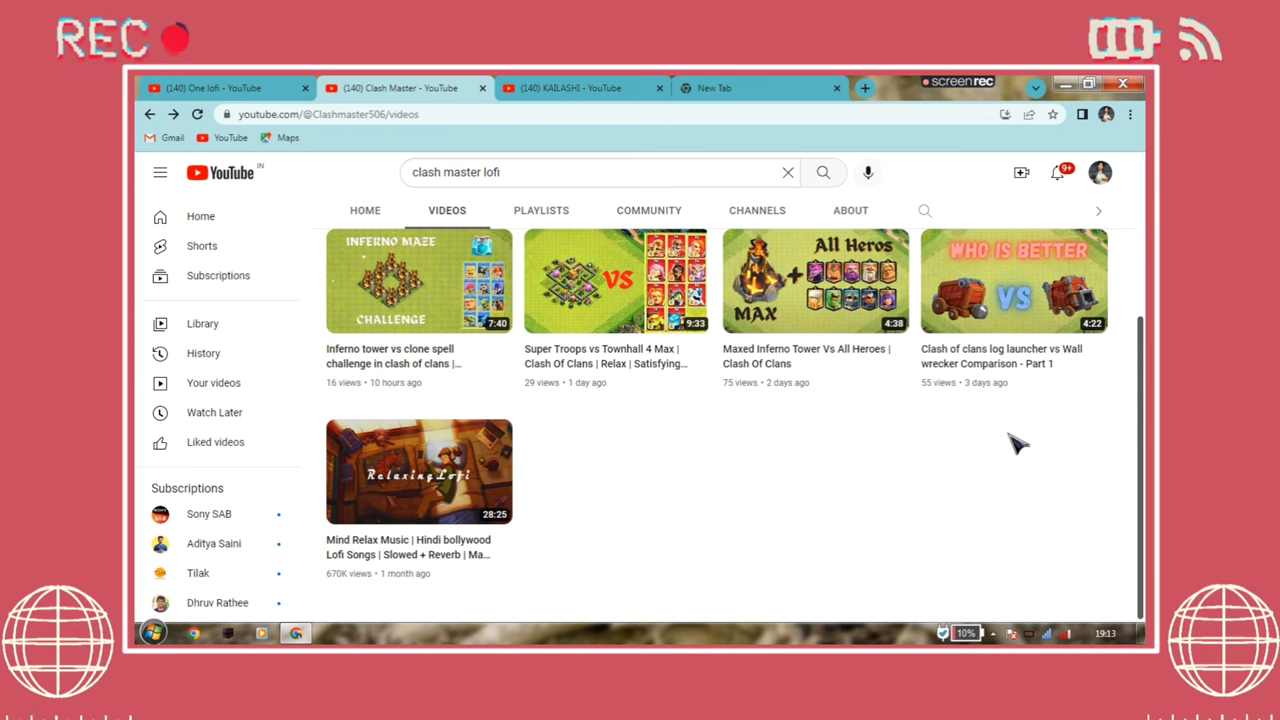 REC
screenrec
(140) One lofi - YouTube
(140) Clash Master - YouTube
(140) KAILASHI - YouTube
New Tab
youtube.com/@Clashmaster506/videos
Gmail
YouTube
Maps
YouTube IN
clash master lofi
9+
HOME
VIDEOS
PLAYLISTS
COMMUNITY
CHANNELS
ABOUT
Home
Shorts
Subscriptions
Library
History
Your videos
Watch Later
Liked videos
Subscriptions
Sony SAB
Aditya Saini
Tilak
Dhruv Rathee
INFERNO MAZE
CHALLENGE
7:40
Inferno tower vs clone spell
challenge in clash of clans |...
16 views • 10 hours ago
VS
9:33
Super Troops vs Townhall 4 Max |
Clash Of Clans | Relax | Satisfying...
29 views • 1 day ago
All Heros
+
MAX
4:38
Maxed Inferno Tower Vs All Heroes |
Clash Of Clans
75 views • 2 days ago
WHO IS BETTER
VS
4:22
Clash of clans log launcher vs Wall
wrecker Comparison - Part 1
55 views • 3 days ago
Relaxing Lofi
28:25
Mind Relax Music | Hindi bollywood
Lofi Songs | Slowed + Reverb | Ma...
670K views • 1 month ago
10%
19:13